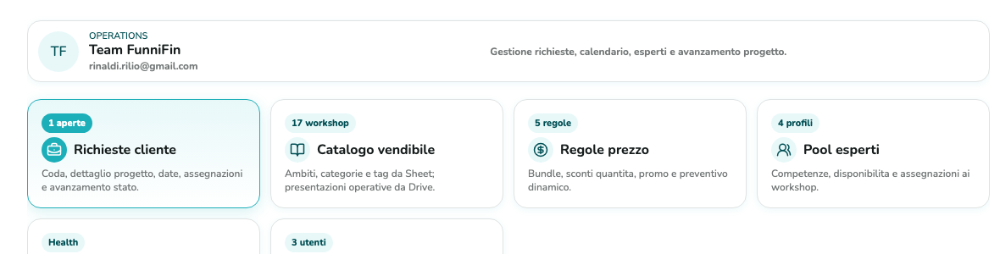 TF
OPERATIONS
Team FunniFin
rinaldi.rilio@gmail.com
Gestione richieste, calendario, esperti e avanzamento progetto.
1 aperte
Richieste cliente
Coda, dettaglio progetto, date, assegnazioni
e avanzamento stato.
17 workshop
Catalogo vendibile
Ambiti, categorie e tag da Sheet;
presentazioni operative da Drive.
5 regole
Regole prezzo
Bundle, sconti quantita, promo e preventivo
dinamico.
4 profili
Pool esperti
Competenze, disponibilita e assegnazioni ai
workshop.
Health
3 utenti